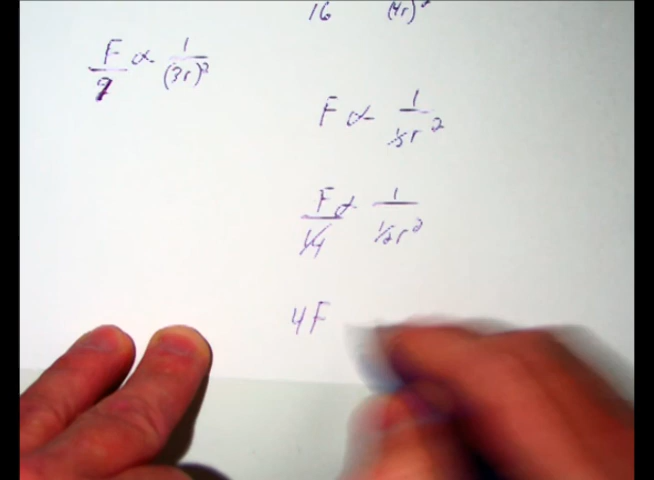 16 (4r)²
F/9 ∝ 1/(3r)²
F ∝ 1/½r²
F/¼ ∝ 1/½r²
4F